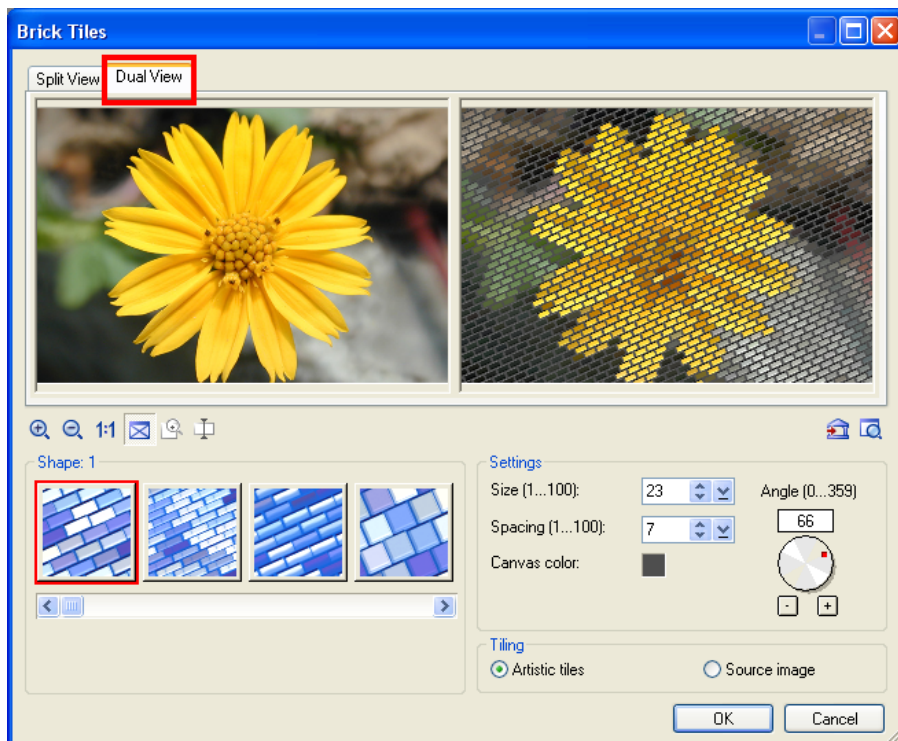 Brick Tiles
Split View Dual View
1:1
Shape: 1
Settings
Size (1...100): 23 Angle (0...359)
66
Spacing (1...100): 7
Canvas color:
- +
Tiling
Artistic tiles Source image
OK Cancel